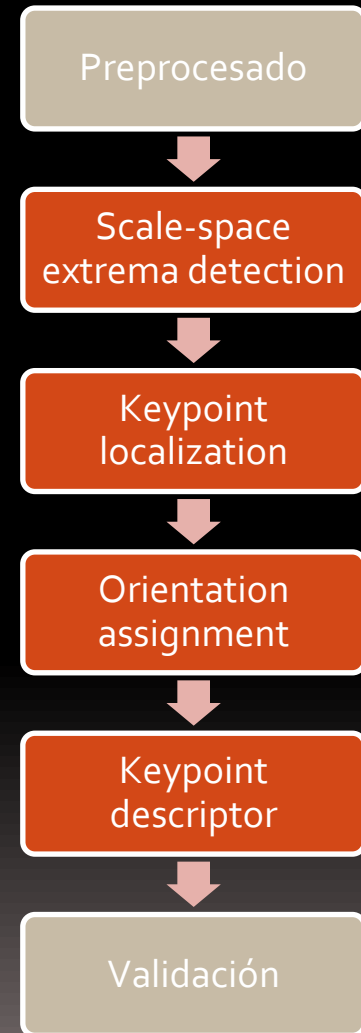 Preprocesado
Scale-space
extrema detection
Keypoint
localization
Orientation
assignment
Keypoint
descriptor
Validación